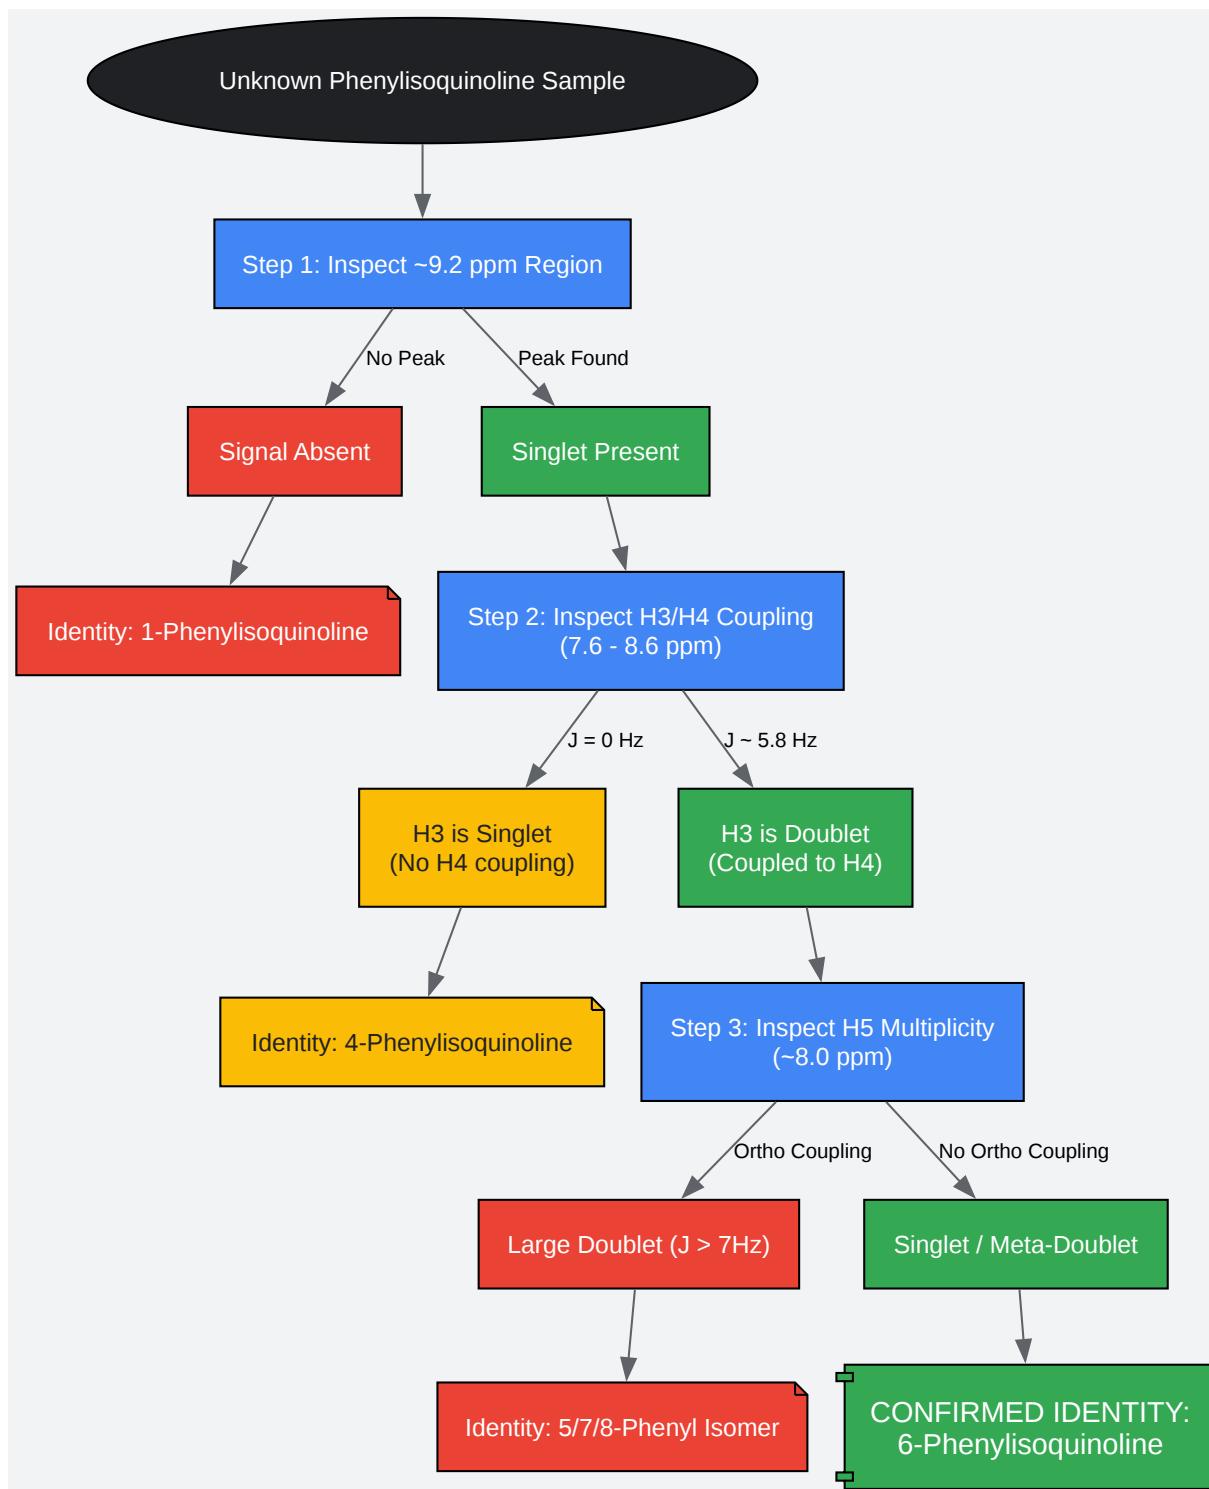 Unknown Phenylisoquinoline Sample
Step 1: Inspect ~9.2 ppm Region
No Peak
Peak Found
Signal Absent
Singlet Present
Identity: 1-Phenylisoquinoline
Step 2: Inspect H3/H4 Coupling
(7.6 - 8.6 ppm)
J = 0 Hz
J ~ 5.8 Hz
H3 is Singlet
(No H4 coupling)
H3 is Doublet
(Coupled to H4)
Identity: 4-Phenylisoquinoline
Step 3: Inspect H5 Multiplicity
(~8.0 ppm)
Ortho Coupling
No Ortho Coupling
Large Doublet (J > 7Hz)
Singlet / Meta-Doublet
Identity: 5/7/8-Phenyl Isomer
CONFIRMED IDENTITY:
6-Phenylisoquinoline